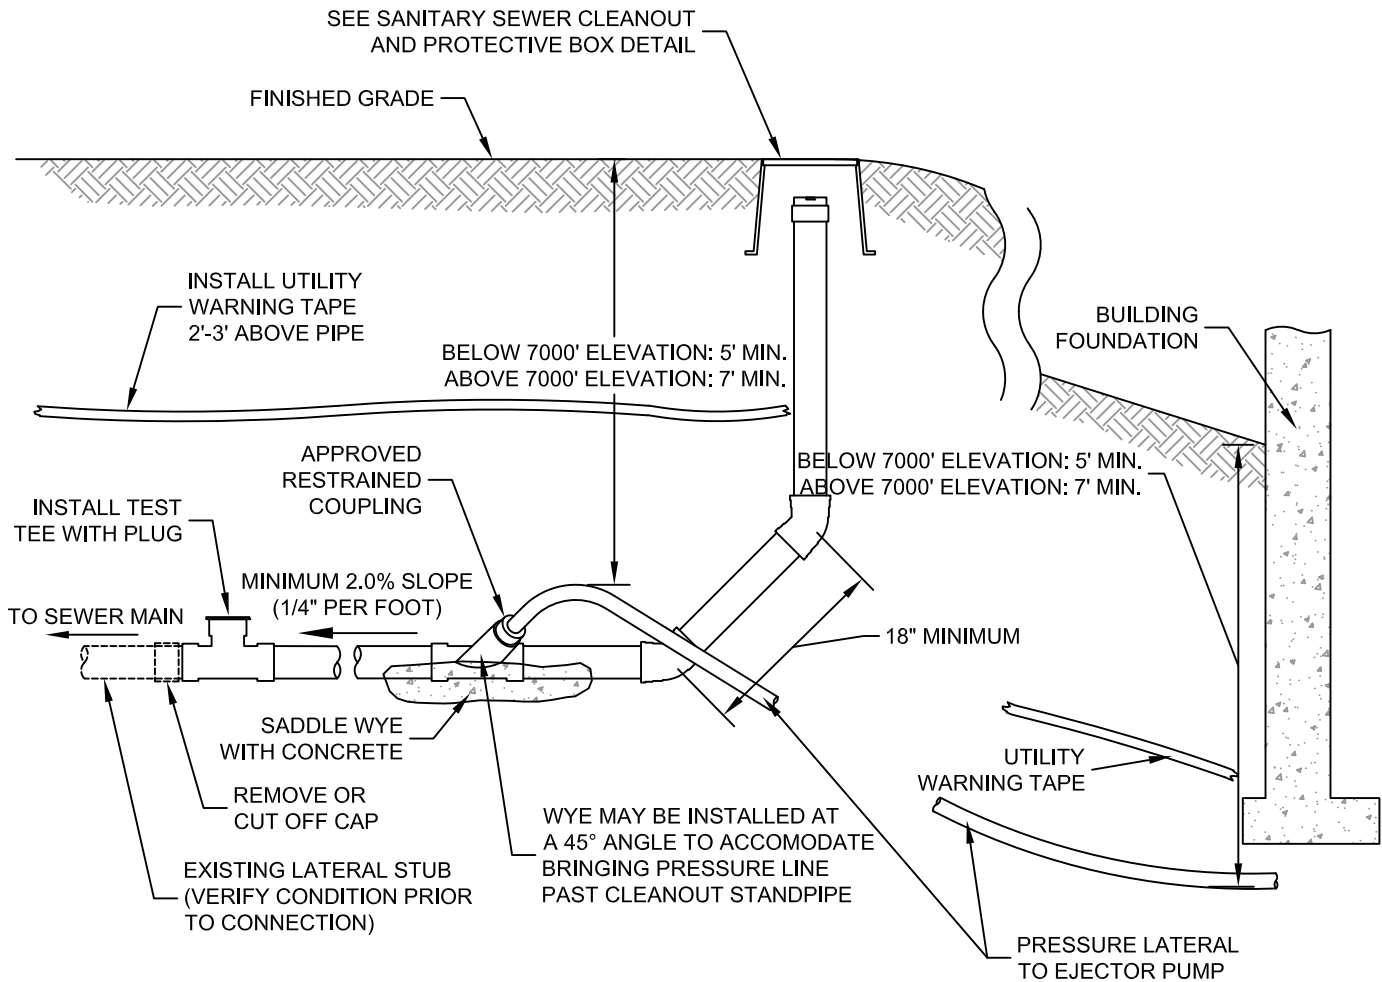 SEE SANITARY SEWER CLEANOUT
AND PROTECTIVE BOX DETAIL
FINISHED GRADE
INSTALL UTILITY
WARNING TAPE
2'-3' ABOVE PIPE
BELOW 7000' ELEVATION: 5' MIN.
ABOVE 7000' ELEVATION: 7' MIN.
BUILDING
FOUNDATION
APPROVED
RESTRAINED
COUPLING
BELOW 7000' ELEVATION: 5' MIN.
ABOVE 7000' ELEVATION: 7' MIN.
INSTALL TEST
TEE WITH PLUG
MINIMUM 2.0% SLOPE
(1/4" PER FOOT)
TO SEWER MAIN
18" MINIMUM
SADDLE WYE
WITH CONCRETE
UTILITY
WARNING TAPE
REMOVE OR
CUT OFF CAP
WYE MAY BE INSTALLED AT
A 45° ANGLE TO ACCOMODATE
BRINGING PRESSURE LINE
PAST CLEANOUT STANDPIPE
EXISTING LATERAL STUB
(VERIFY CONDITION PRIOR
TO CONNECTION)
PRESSURE LATERAL
TO EJECTOR PUMP